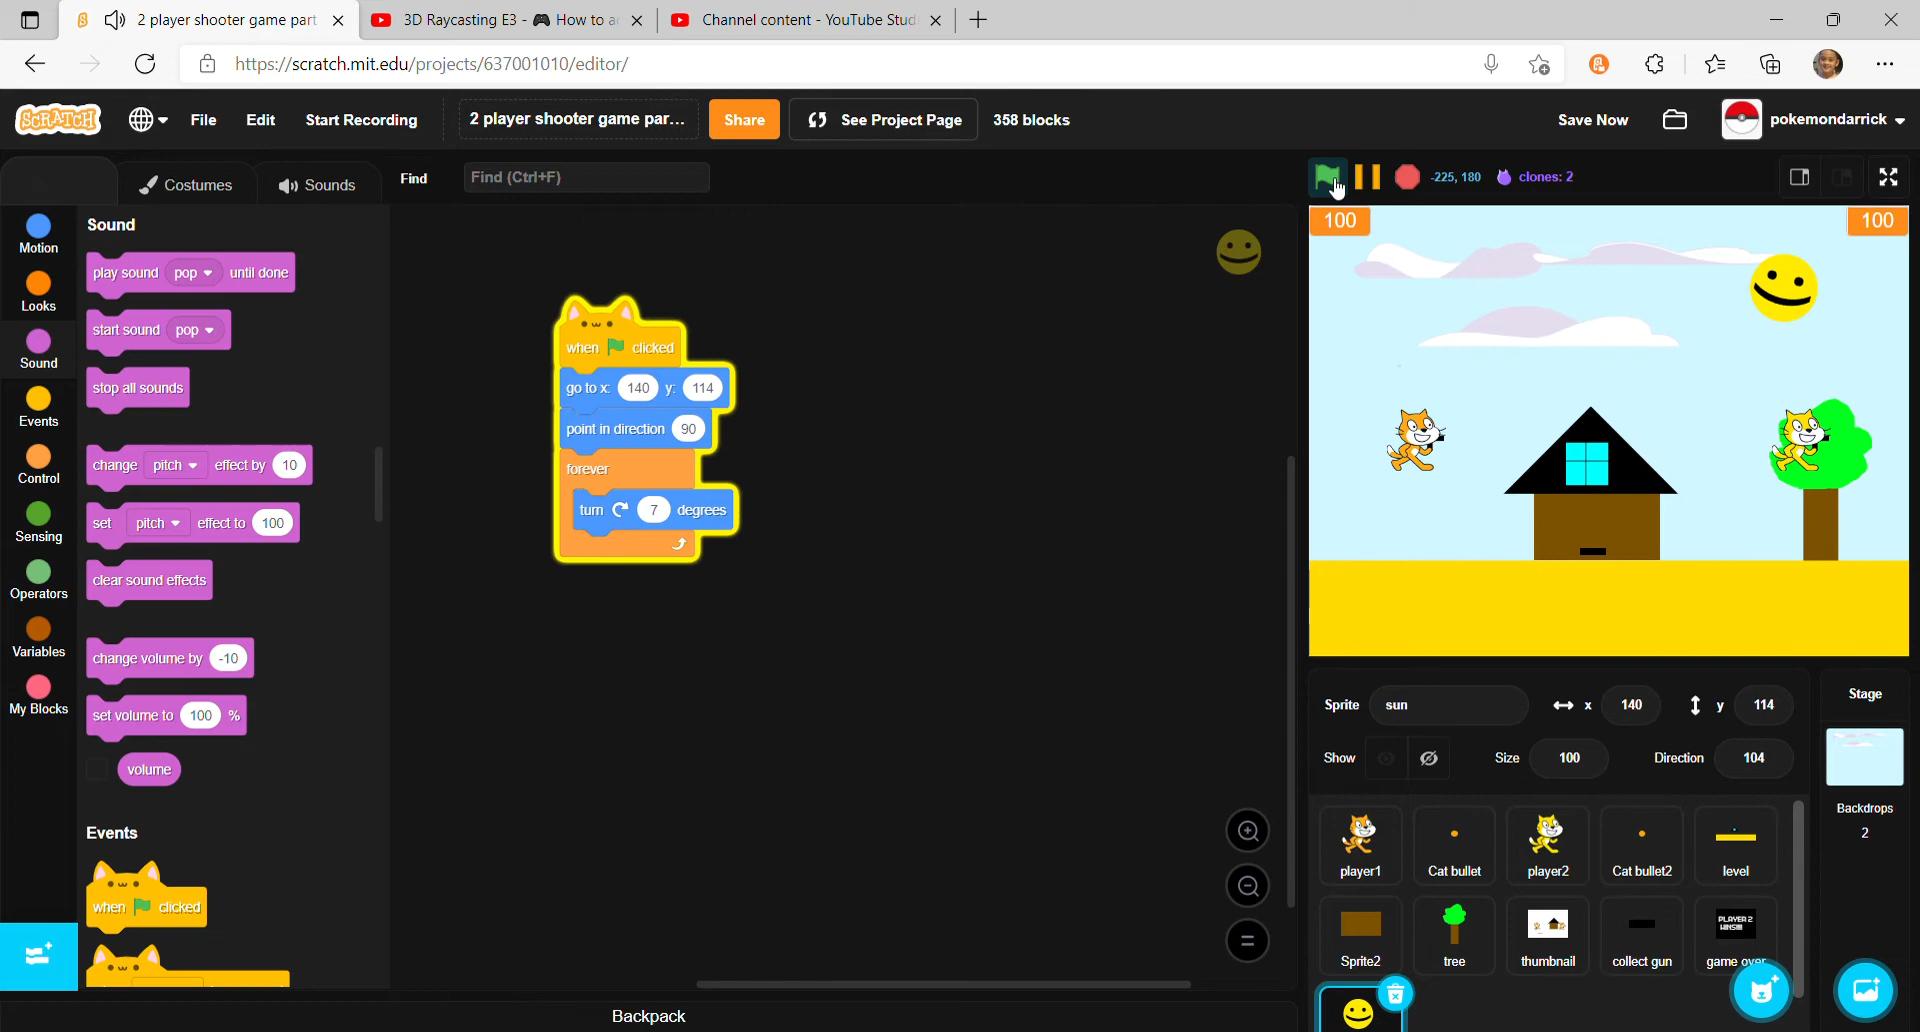 2 player shooter game part
3D Raycasting E3 - 🎮 How to a
Channel content - YouTube Stud
https://scratch.mit.edu/projects/637001010/editor/
SCRATCH
File
Edit
Start Recording
2 player shooter game par...
Share
See Project Page
358 blocks
Save Now
pokemondarrick
Costumes
Sounds
Find
Find (Ctrl+F)
-225, 180
clones: 2
Motion
Looks
Sound
Events
Control
Sensing
Operators
Variables
My Blocks
Sound
play sound pop until done
start sound pop
stop all sounds
change pitch effect by 10
set pitch effect to 100
clear sound effects
change volume by -10
set volume to 100 %
volume
Events
when clicked
when clicked
go to x: 140 y: 114
point in direction 90
forever
turn 7 degrees
100
100
Sprite sun x 140 y 114
Show Size 100 Direction 104
player1
Cat bullet
player2
Cat bullet2
level
Sprite2
tree
thumbnail
collect gun
PLAYER 2
WINS!!!!
game over
Stage
Backdrops
2
Backpack